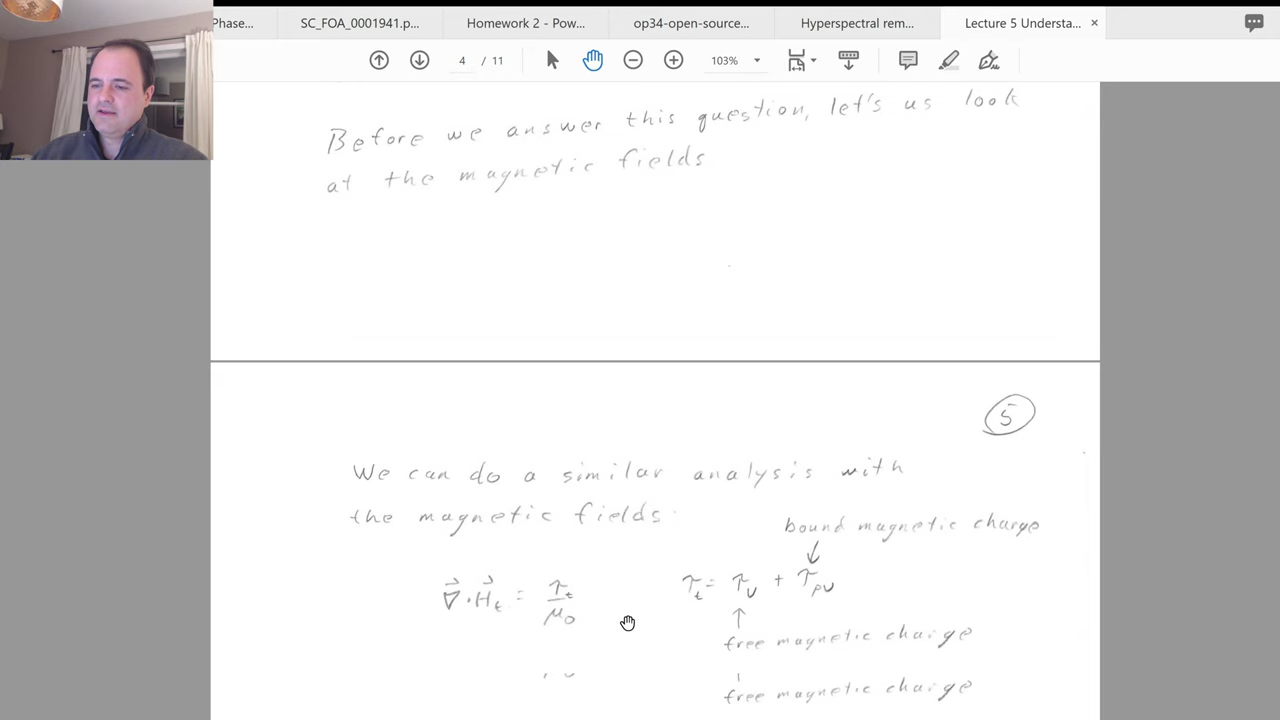 Phase...
SC_FOA_0001941.p...
Homework 2 - Pow...
op34-open-source...
Hyperspectral rem...
Lecture 5 Understa...
4 / 11
103%
Before we answer this question, let's us look
at the magnetic fields
5
We can do a similar analysis with
the magnetic fields:
bound magnetic charge
∇⃗·H⃗t = τt/μ0
τt = τv + τpv
free magnetic charge
free magnetic charge